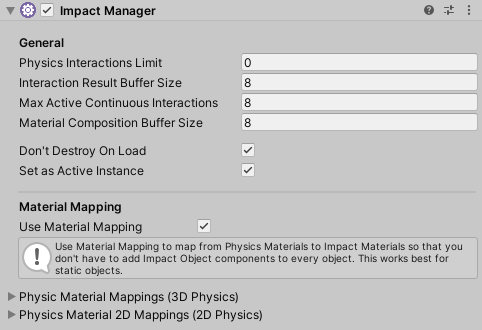 Impact Manager
General
Physics Interactions Limit 0
Interaction Result Buffer Size 8
Max Active Continuous Interactions 8
Material Composition Buffer Size 8
Don't Destroy On Load
Set as Active Instance
Material Mapping
Use Material Mapping
Use Material Mapping to map from Physics Materials to Impact Materials so that you
don't have to add Impact Object components to every object. This works best for
static objects.
Physic Material Mappings (3D Physics)
Physics Material 2D Mappings (2D Physics)